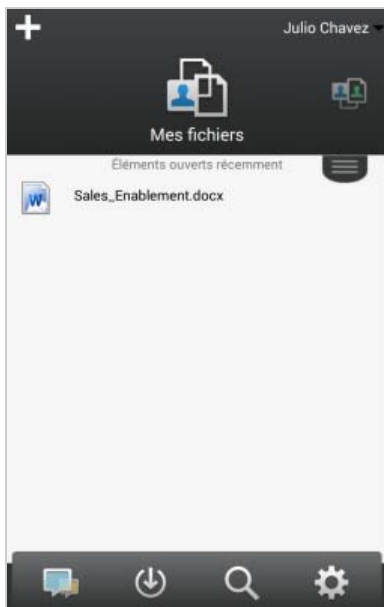 Julio Chavez
Mes fichiers
Éléments ouverts récemment
Sales_Enablement.docx